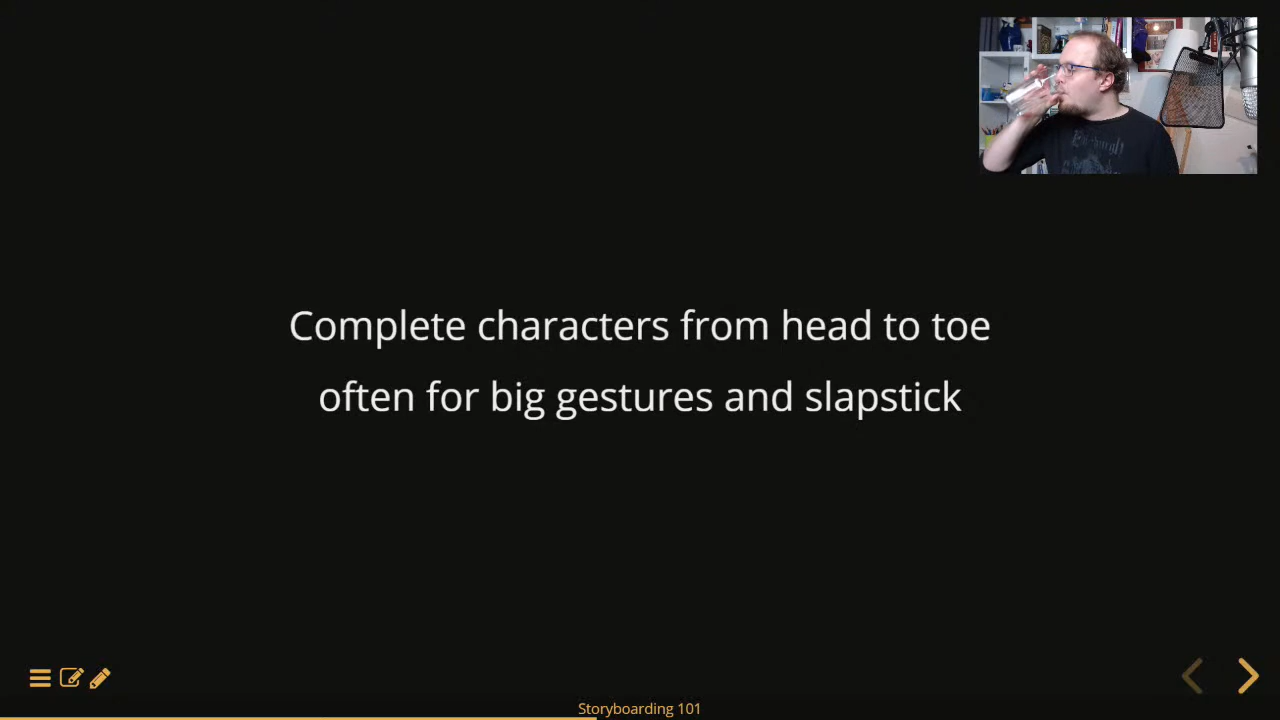 Complete characters from head to toe
often for big gestures and slapstick
Storyboarding 101